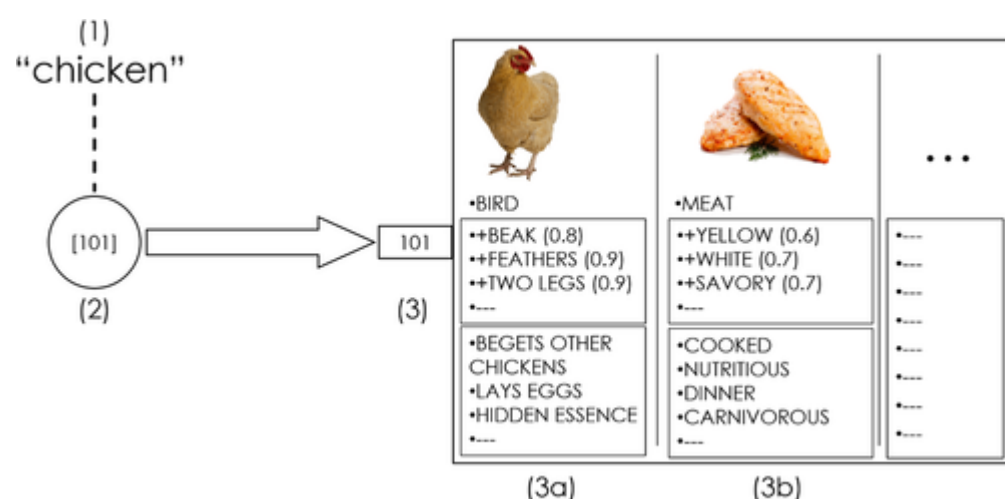 (1)
“chicken”
[101]
(2)
101
(3)
•BIRD
•+BEAK (0.8)
•+FEATHERS (0.9)
•+TWO LEGS (0.9)
•---
•BEGETS OTHER
CHICKENS
•LAYS EGGS
•HIDDEN ESSENCE
•---
(3a)
•MEAT
•+YELLOW (0.6)
•+WHITE (0.7)
•+SAVORY (0.7)
•---
•COOKED
•NUTRITIOUS
•DINNER
•CARNIVOROUS
•---
(3b)
...
•---
•---
•---
•---
•---
•---
•---
•---